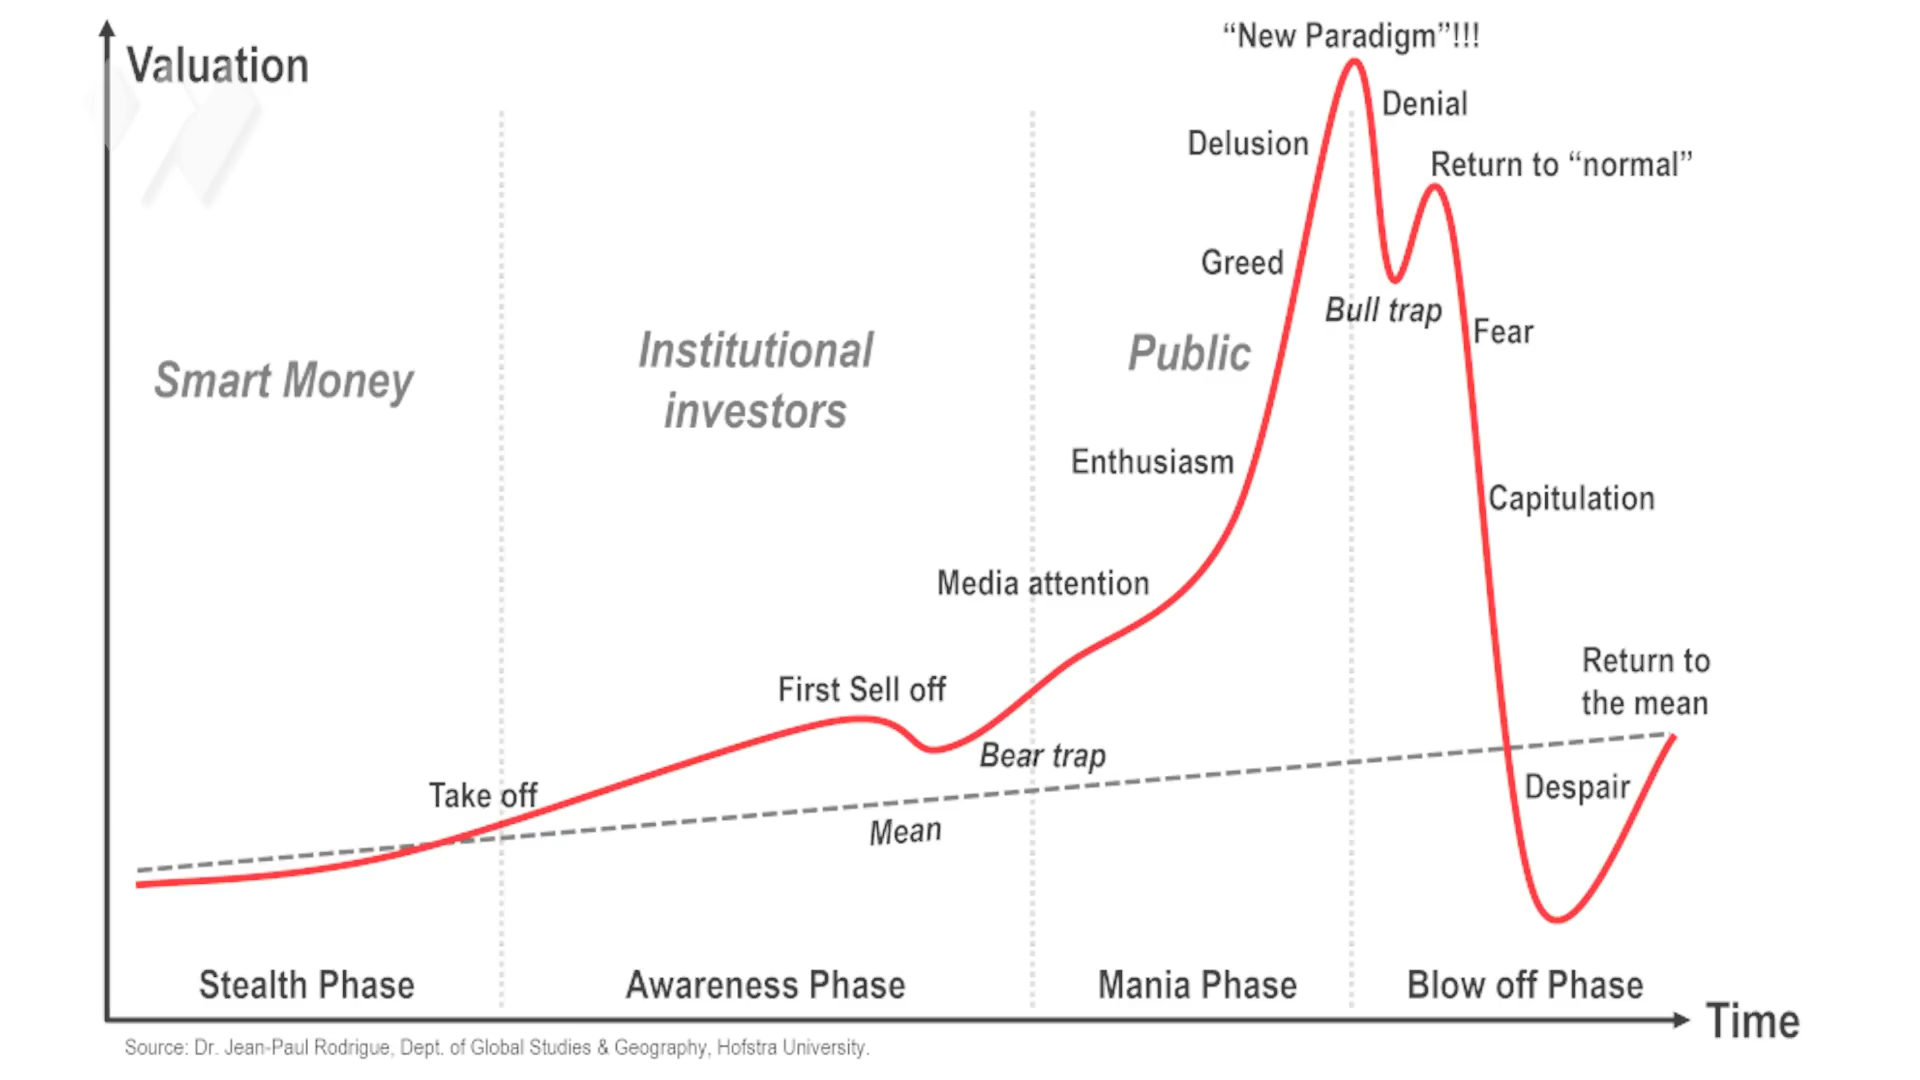 Valuation
“New Paradigm”!!!
Denial
Delusion
Return to “normal”
Greed
Bull trap
Fear
Smart Money
Institutional
investors
Public
Enthusiasm
Capitulation
Media attention
First Sell off
Bear trap
Return to
the mean
Take off
Mean
Despair
Stealth Phase
Awareness Phase
Mania Phase
Blow off Phase
Time
Source: Dr. Jean-Paul Rodrigue, Dept. of Global Studies & Geography, Hofstra University.